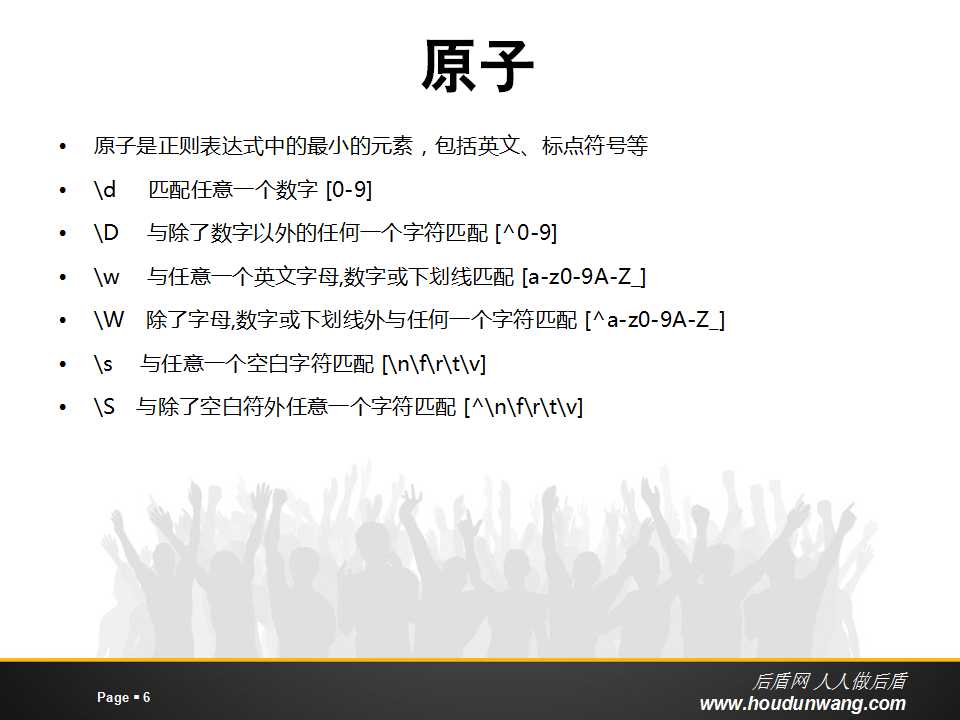 原子
• 原子是正则表达式中的最小的元素，包括英文、标点符号等
• \d 匹配任意一个数字 [0-9]
• \D 与除了数字以外的任何一个字符匹配 [^0-9]
• \w 与任意一个英文字母,数字或下划线匹配 [a-z0-9A-Z_]
• \W 除了字母,数字或下划线外与任何一个字符匹配 [^a-z0-9A-Z_]
• \s 与任意一个空白字符匹配 [\n\f\r\t\v]
• \S 与除了空白符外任意一个字符匹配 [^\n\f\r\t\v]
Page ▪ 6
后盾网 人人做后盾
www.houdunwang.com